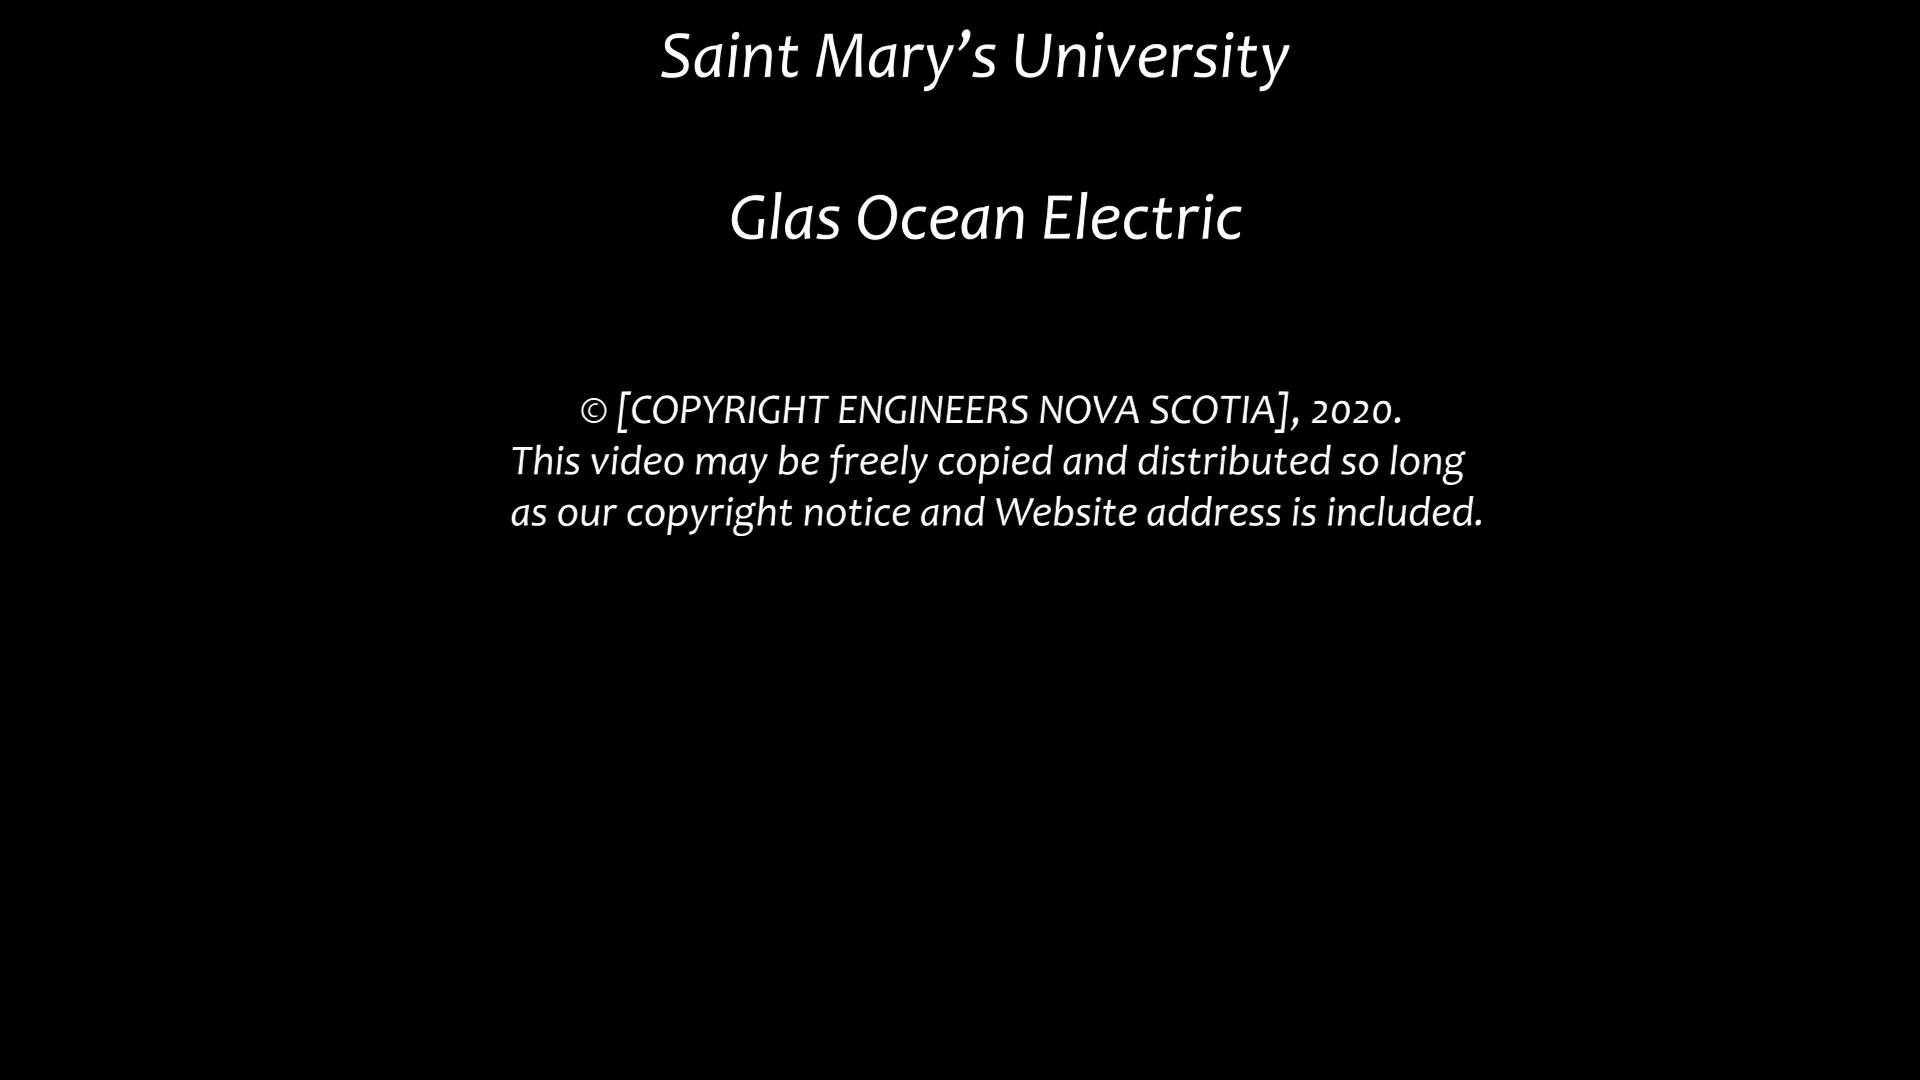 Saint Mary’s University
Glas Ocean Electric
© [COPYRIGHT ENGINEERS NOVA SCOTIA], 2020.
This video may be freely copied and distributed so long
as our copyright notice and Website address is included.